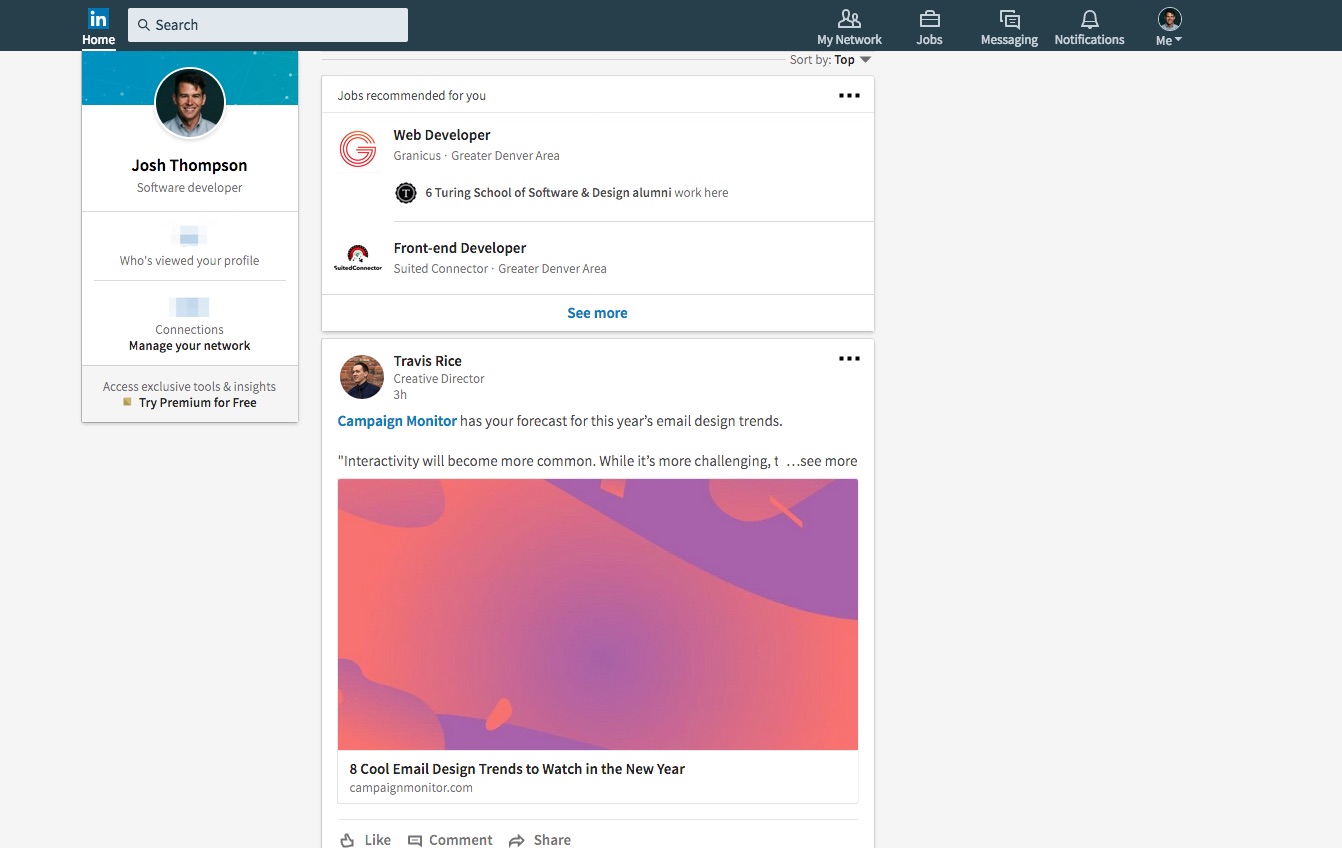 in
Search
Home
My Network
Jobs
Messaging
Notifications
Me
Sort by: Top
Josh Thompson
Software developer
Who's viewed your profile
Connections
Manage your network
Access exclusive tools & insights
Try Premium for Free
Jobs recommended for you
Web Developer
Granicus · Greater Denver Area
T
6 Turing School of Software & Design alumni work here
SuitedConnector
Front-end Developer
Suited Connector · Greater Denver Area
See more
Travis Rice
Creative Director
3h
Campaign Monitor has your forecast for this year’s email design trends.
"Interactivity will become more common. While it’s more challenging, t …see more
8 Cool Email Design Trends to Watch in the New Year
campaignmonitor.com
Like
Comment
Share